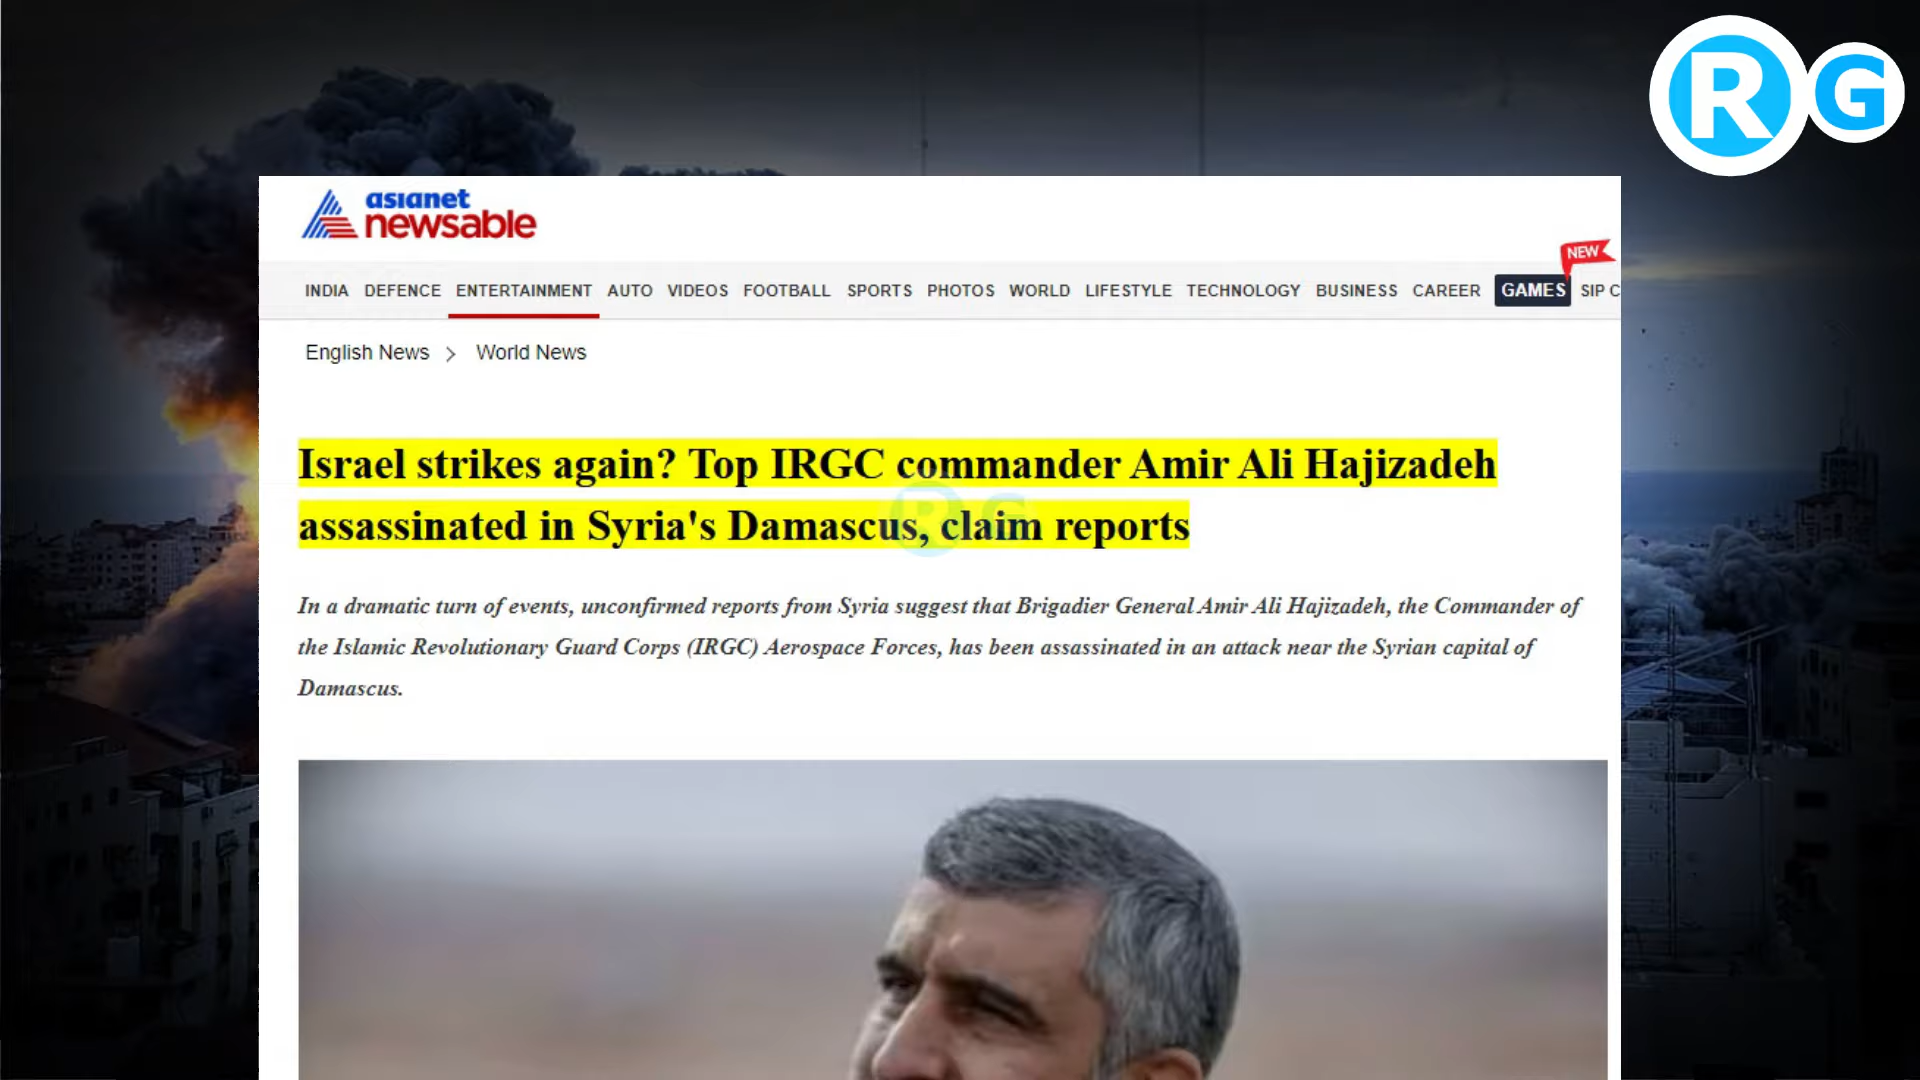 R G
asianet
newsable
NEW
INDIA DEFENCE ENTERTAINMENT AUTO VIDEOS FOOTBALL SPORTS PHOTOS WORLD LIFESTYLE TECHNOLOGY BUSINESS CAREER GAMES SIP C
English News > World News
Israel strikes again? Top IRGC commander Amir Ali Hajizadeh
assassinated in Syria's Damascus, claim reports
R G
In a dramatic turn of events, unconfirmed reports from Syria suggest that Brigadier General Amir Ali Hajizadeh, the Commander of
the Islamic Revolutionary Guard Corps (IRGC) Aerospace Forces, has been assassinated in an attack near the Syrian capital of
Damascus.